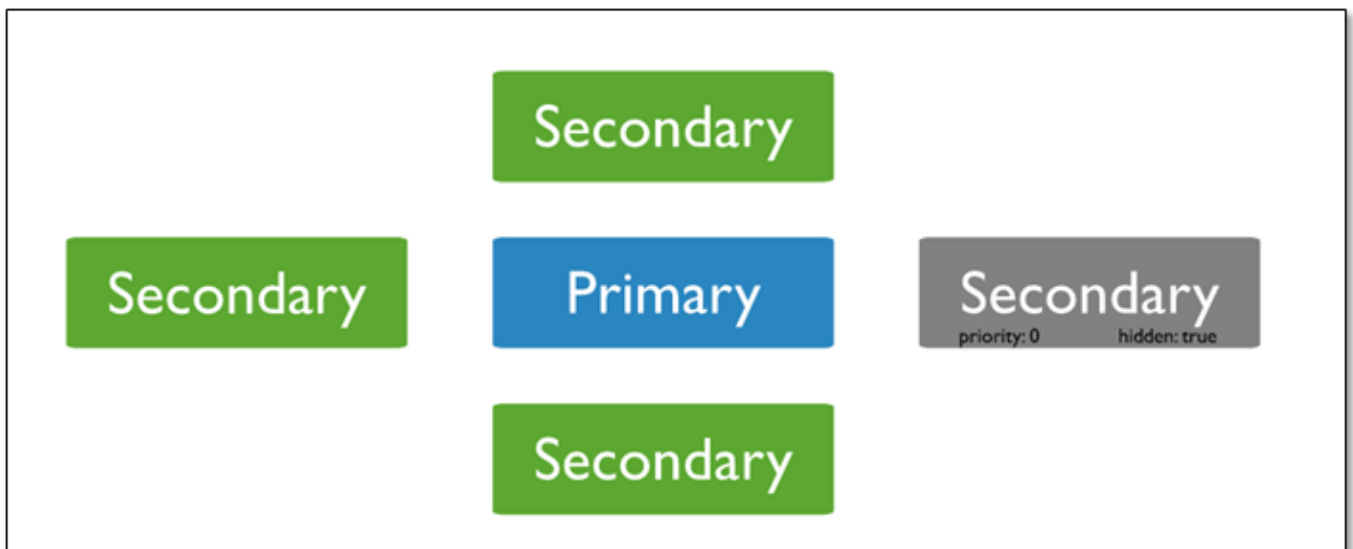 Secondary
Secondary
Primary
Secondary
priority: 0
hidden: true
Secondary